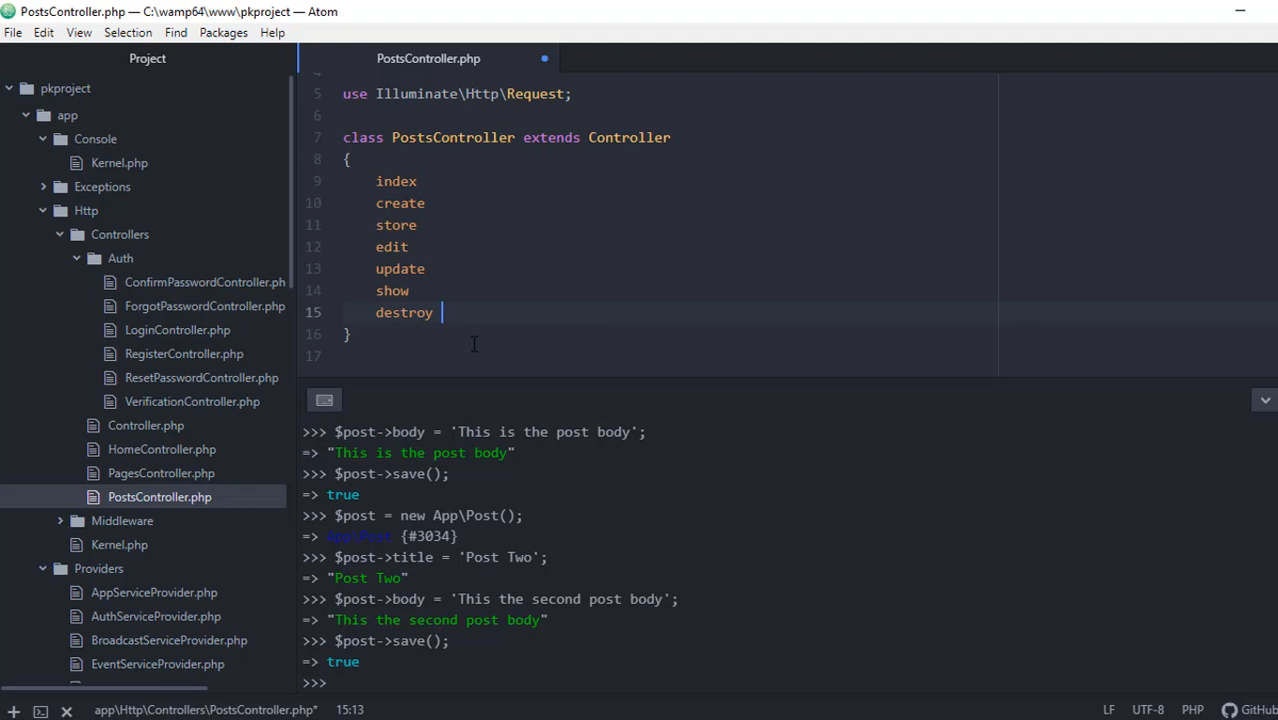 PostsController.php — C:\wamp64\www\pkproject — Atom
File Edit View Selection Find Packages Help
Project
pkproject
app
Console
Kernel.php
Exceptions
Http
Controllers
Auth
ConfirmPasswordController.ph
ForgotPasswordController.php
LoginController.php
RegisterController.php
ResetPasswordController.php
VerificationController.php
Controller.php
HomeController.php
PagesController.php
PostsController.php
Middleware
Kernel.php
Providers
AppServiceProvider.php
AuthServiceProvider.php
BroadcastServiceProvider.php
EventServiceProvider.php
PostsController.php
5 use Illuminate\Http\Request;
6
7 class PostsController extends Controller
8 {
9 index
10 create
11 store
12 edit
13 update
14 show
15 destroy
16 }
17
>>> $post->body = 'This is the post body';
=> "This is the post body"
>>> $post->save();
=> true
>>> $post = new App\Post();
=> App\Post {#3034}
>>> $post->title = 'Post Two';
=> "Post Two"
>>> $post->body = 'This the second post body';
=> "This the second post body"
>>> $post->save();
=> true
>>>
app\Http\Controllers\PostsController.php* 15:13 LF UTF-8 PHP GitHub